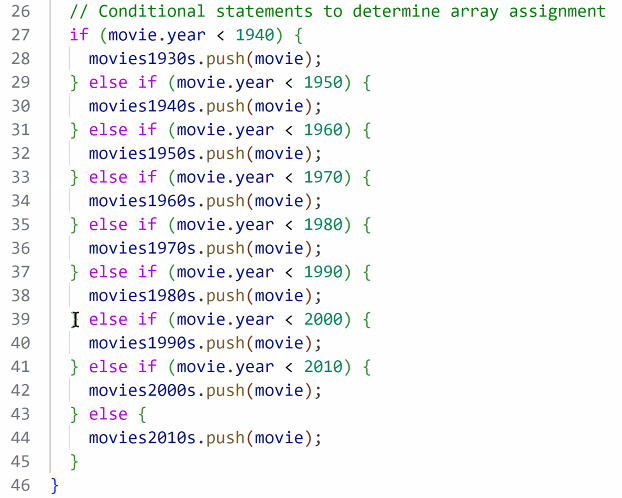 26 // Conditional statements to determine array assignment
27 if (movie.year < 1940) {
28 movies1930s.push(movie);
29 } else if (movie.year < 1950) {
30 movies1940s.push(movie);
31 } else if (movie.year < 1960) {
32 movies1950s.push(movie);
33 } else if (movie.year < 1970) {
34 movies1960s.push(movie);
35 } else if (movie.year < 1980) {
36 movies1970s.push(movie);
37 } else if (movie.year < 1990) {
38 movies1980s.push(movie);
39 } else if (movie.year < 2000) {
40 movies1990s.push(movie);
41 } else if (movie.year < 2010) {
42 movies2000s.push(movie);
43 } else {
44 movies2010s.push(movie);
45 }
46 }